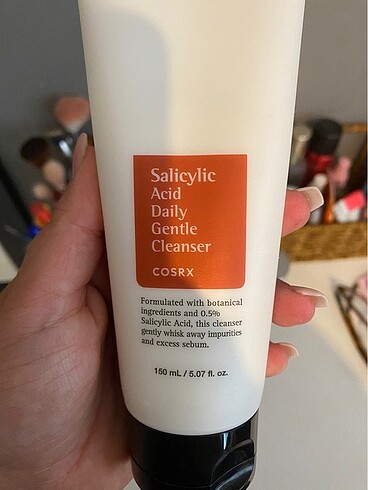 Salicylic
Acid
Daily
Gentle
Cleanser
COSRX
Formulated with botanical
ingredients and 0.5%
Salicylic Acid, this cleanser
gently whisk away impurities
and excess sebum.
150 mL / 5.07 fl. oz.